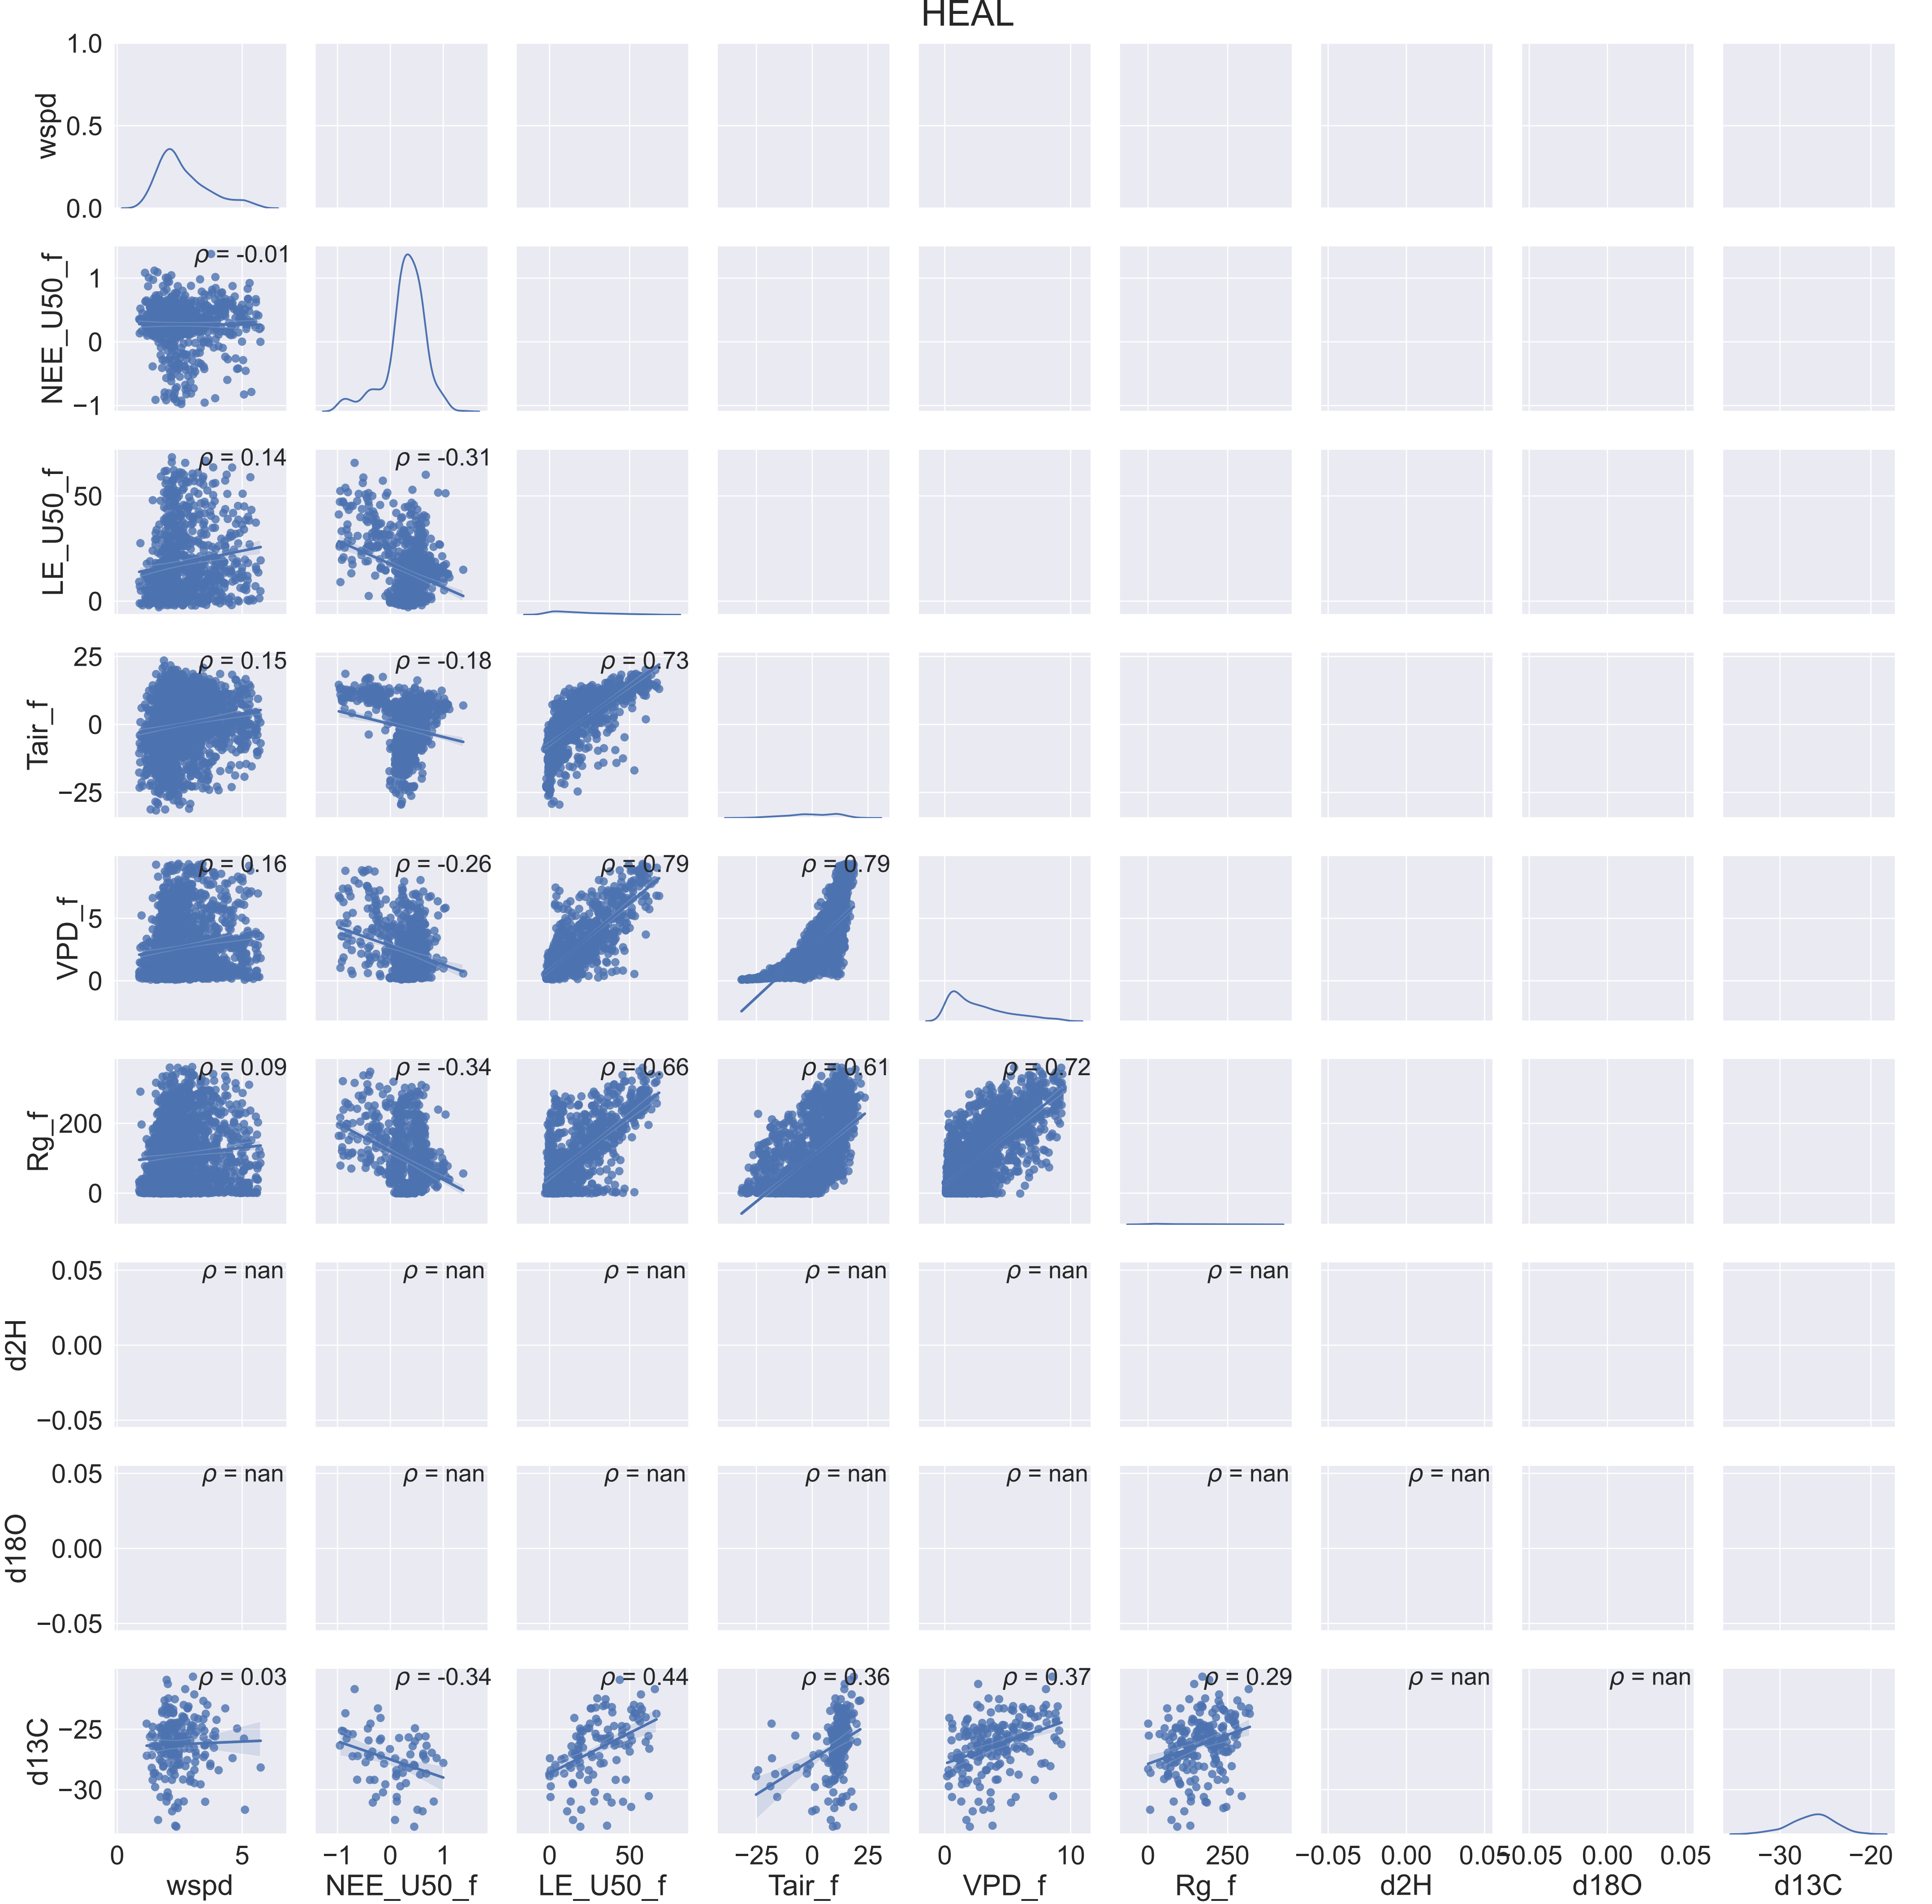 HEAL
1.0
0.5
0.0
wspd
ρ = -0.01
1
0
−1
NEE_U50_f
ρ = 0.14 ρ = -0.31
50
0
LE_U50_f
ρ = 0.15 ρ = -0.18 ρ = 0.73
25
0
−25
Tair_f
ρ = 0.16 ρ = -0.26 ρ = 0.79 ρ = 0.79
5
0
VPD_f
ρ = 0.09 ρ = -0.34 ρ = 0.66 ρ = 0.61 ρ = 0.72
200
0
Rg_f
ρ = nan ρ = nan ρ = nan ρ = nan ρ = nan ρ = nan
0.05
0.00
−0.05
d2H
ρ = nan ρ = nan ρ = nan ρ = nan ρ = nan ρ = nan ρ = nan
0.05
0.00
−0.05
d18O
ρ = 0.03 ρ = -0.34 ρ = 0.44 ρ = 0.36 ρ = 0.37 ρ = 0.29 ρ = nan ρ = nan
−25
−30
d13C
0 5 −1 0 1 0 50 −25 0 25 0 10 0 250 −0.05 0.00 0.05 −0.05 0.00 0.05 −30 −20
wspd NEE_U50_f LE_U50_f Tair_f VPD_f Rg_f d2H d18O d13C